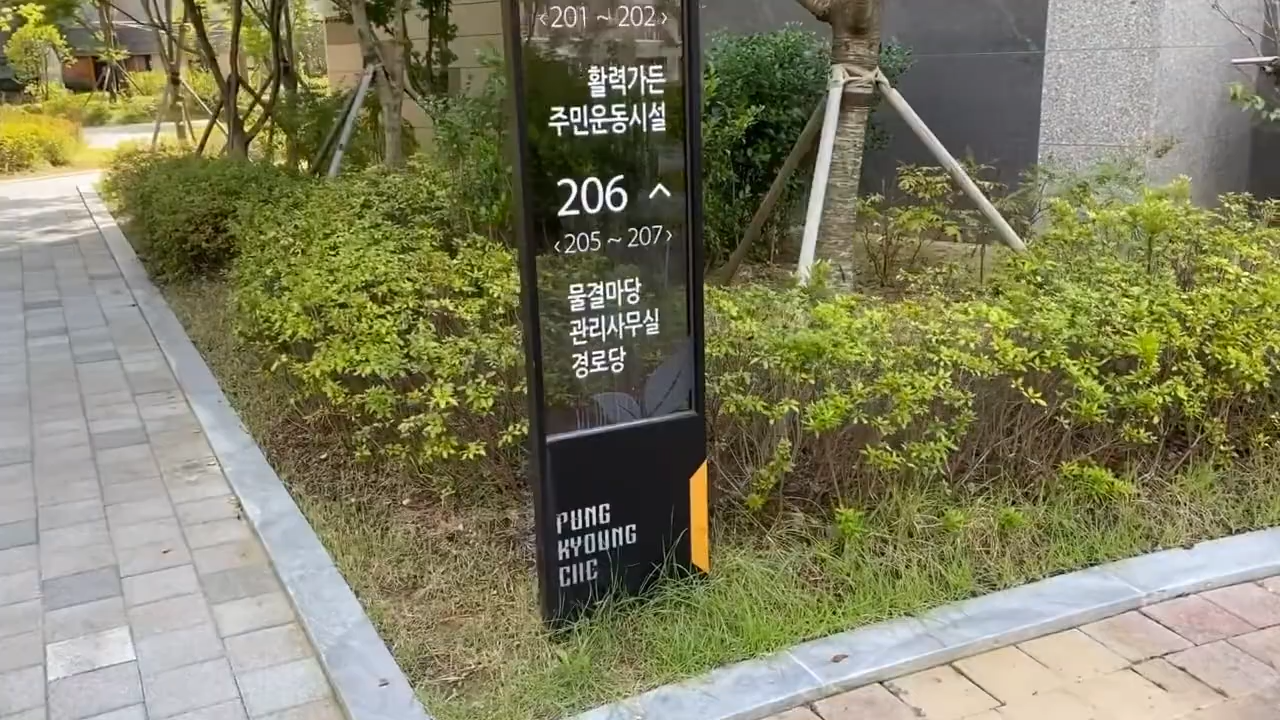 ‹201 ~ 202›
활력가든
주민운동시설
206 ^
‹205 ~ 207›
물결마당
관리사무실
경로당
PUNG
KYOUNG
CHE